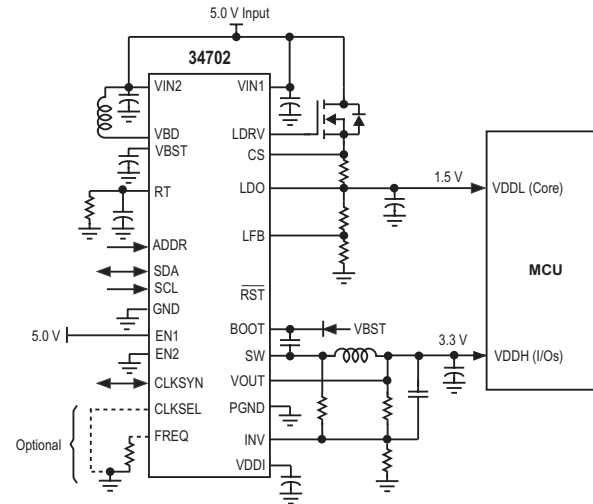 5.0 V Input
34702
VIN2
VIN1
VBD
LDRV
VBST
CS
RT
LDO
1.5 V
VDDL (Core)
ADDR
LFB
SDA
MCU
SCL
RST
GND
BOOT
VBST
5.0 V
EN1
SW
3.3 V
VDDH (I/Os)
EN2
VOUT
CLKSYN
CLKSEL
PGND
Optional
FREQ
INV
VDDI